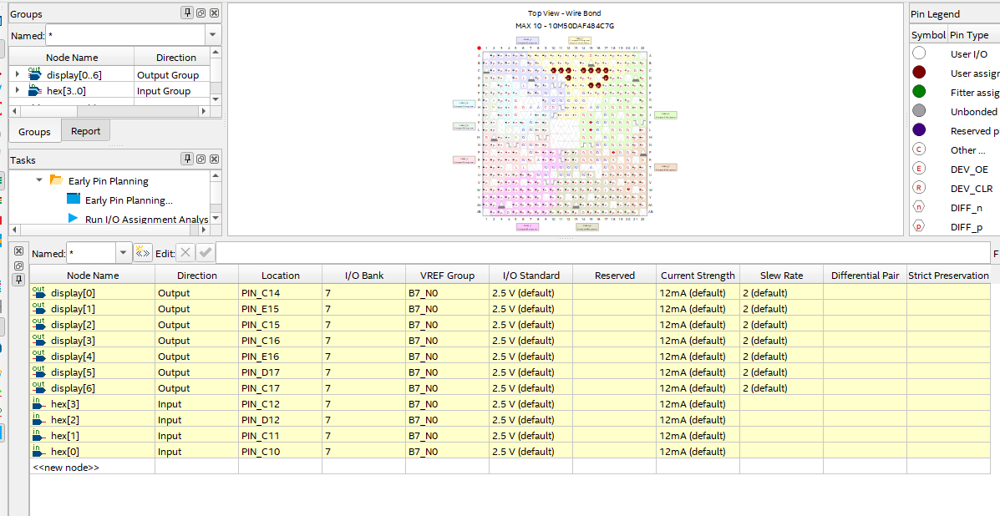 Groups
Named: *
Node Name Direction
out display[0..6] Output Group
in hex[3..0] Input Group
Groups Report
Tasks
Early Pin Planning
Early Pin Planning...
Run I/O Assignment Analys
Top View - Wire Bond
MAX 10 - 10M50DAF484C7G
Pin Legend
Symbol Pin Type
User I/O
User assign
Fitter assig
Unbonded
Reserved p
C Other ...
E DEV_OE
R DEV_CLR
n DIFF_n
p DIFF_p
Named: * Edit: F
Node Name Direction Location I/O Bank VREF Group I/O Standard Reserved Current Strength Slew Rate Differential Pair Strict Preservation
out display[0] Output PIN_C14 7 B7_N0 2.5 V (default) 12mA (default) 2 (default)
out display[1] Output PIN_E15 7 B7_N0 2.5 V (default) 12mA (default) 2 (default)
out display[2] Output PIN_C15 7 B7_N0 2.5 V (default) 12mA (default) 2 (default)
out display[3] Output PIN_C16 7 B7_N0 2.5 V (default) 12mA (default) 2 (default)
out display[4] Output PIN_E16 7 B7_N0 2.5 V (default) 12mA (default) 2 (default)
out display[5] Output PIN_D17 7 B7_N0 2.5 V (default) 12mA (default) 2 (default)
out display[6] Output PIN_C17 7 B7_N0 2.5 V (default) 12mA (default) 2 (default)
in hex[3] Input PIN_C12 7 B7_N0 2.5 V (default) 12mA (default)
in hex[2] Input PIN_D12 7 B7_N0 2.5 V (default) 12mA (default)
in hex[1] Input PIN_C11 7 B7_N0 2.5 V (default) 12mA (default)
in hex[0] Input PIN_C10 7 B7_N0 2.5 V (default) 12mA (default)
<<new node>>